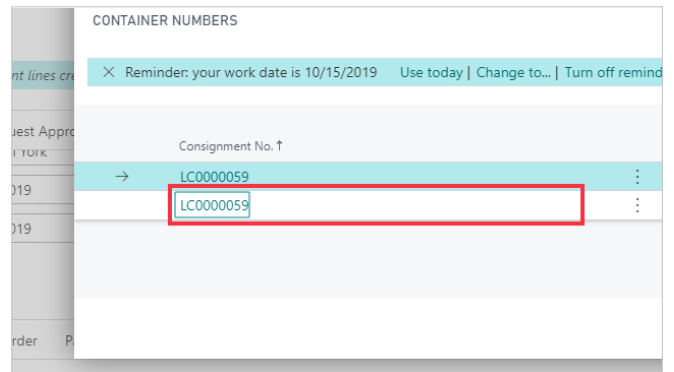 CONTAINER NUMBERS
nt lines cre
Reminder: your work date is 10/15/2019 Use today | Change to... | Turn off remind
uest Appro
Consignment No. ↑
York
→ LC0000059
019
LC0000059
019
rder P